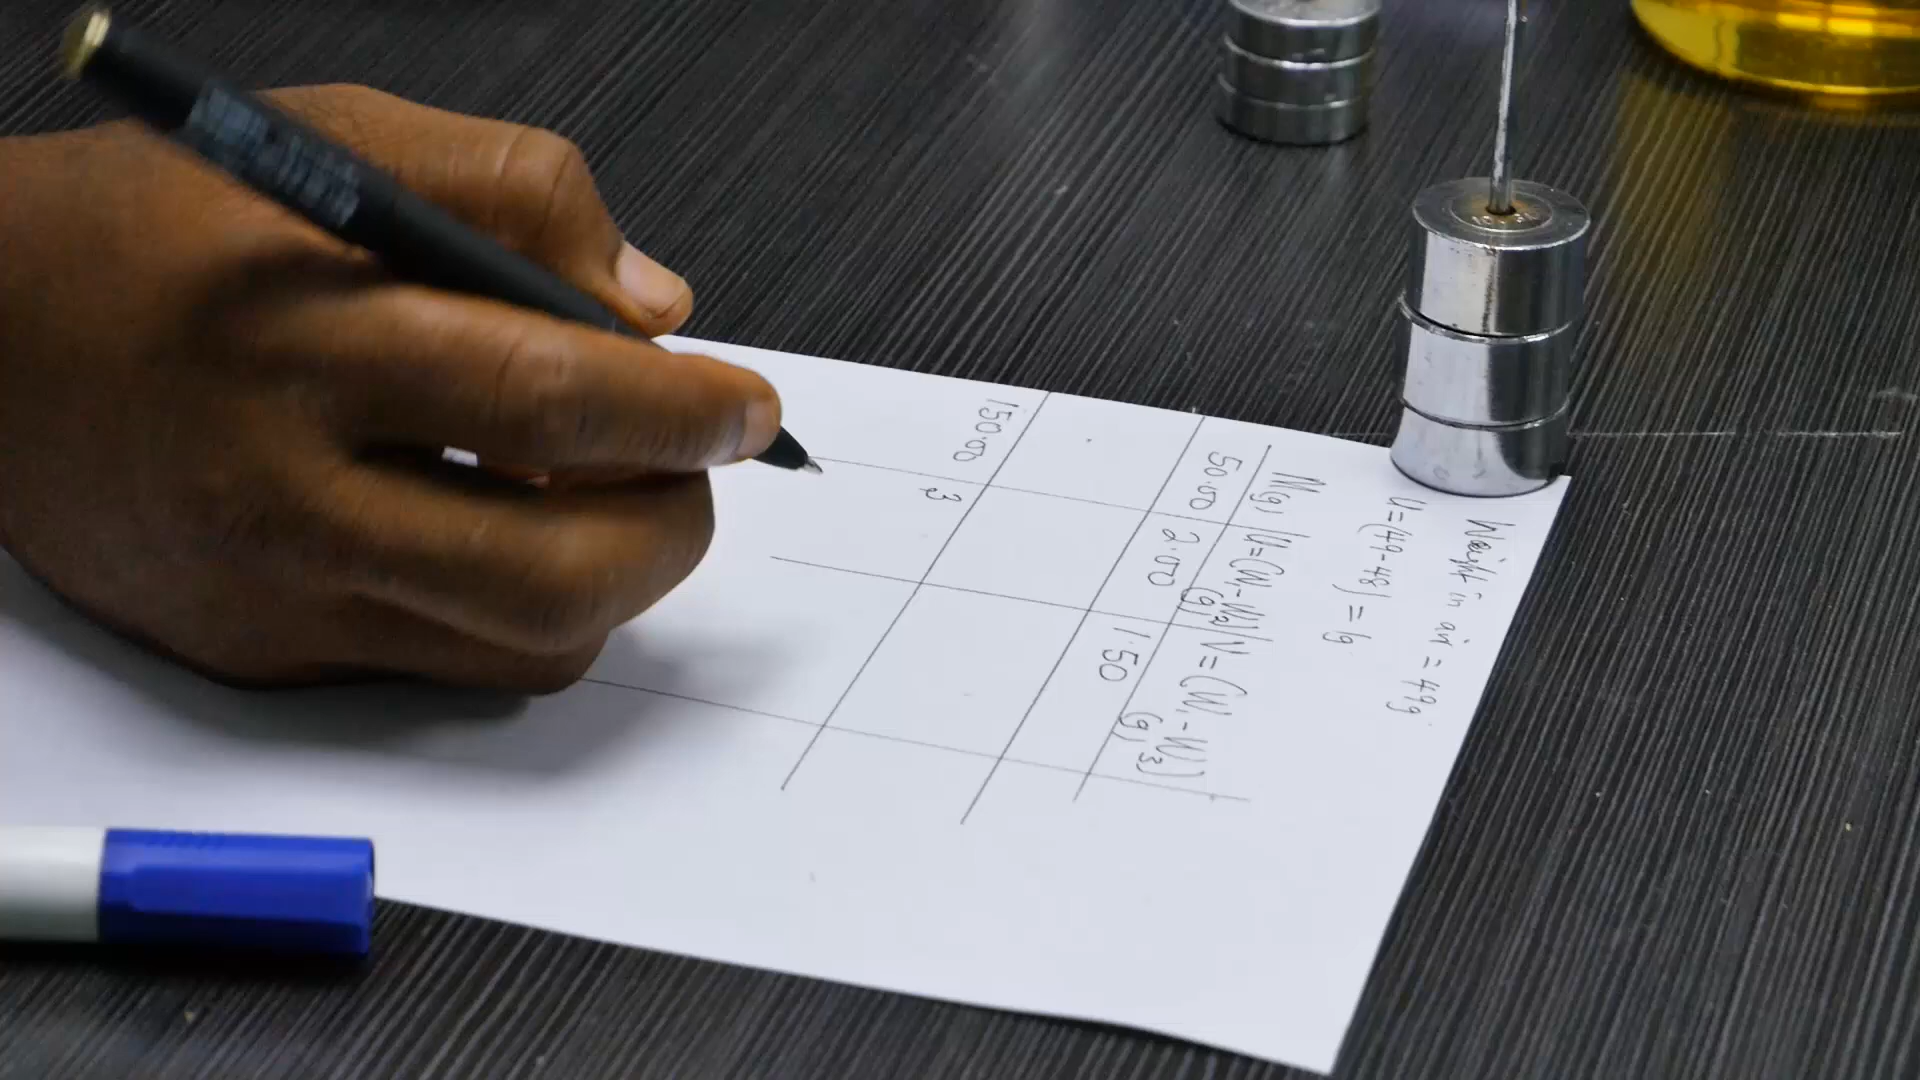 Weight in air = 49g
U=(49-48) = 1g
M(g) U=(W₁-W₂) V=(W₁-W₃)
(g) (g)
50.00 2.00 1.50
150.00 3